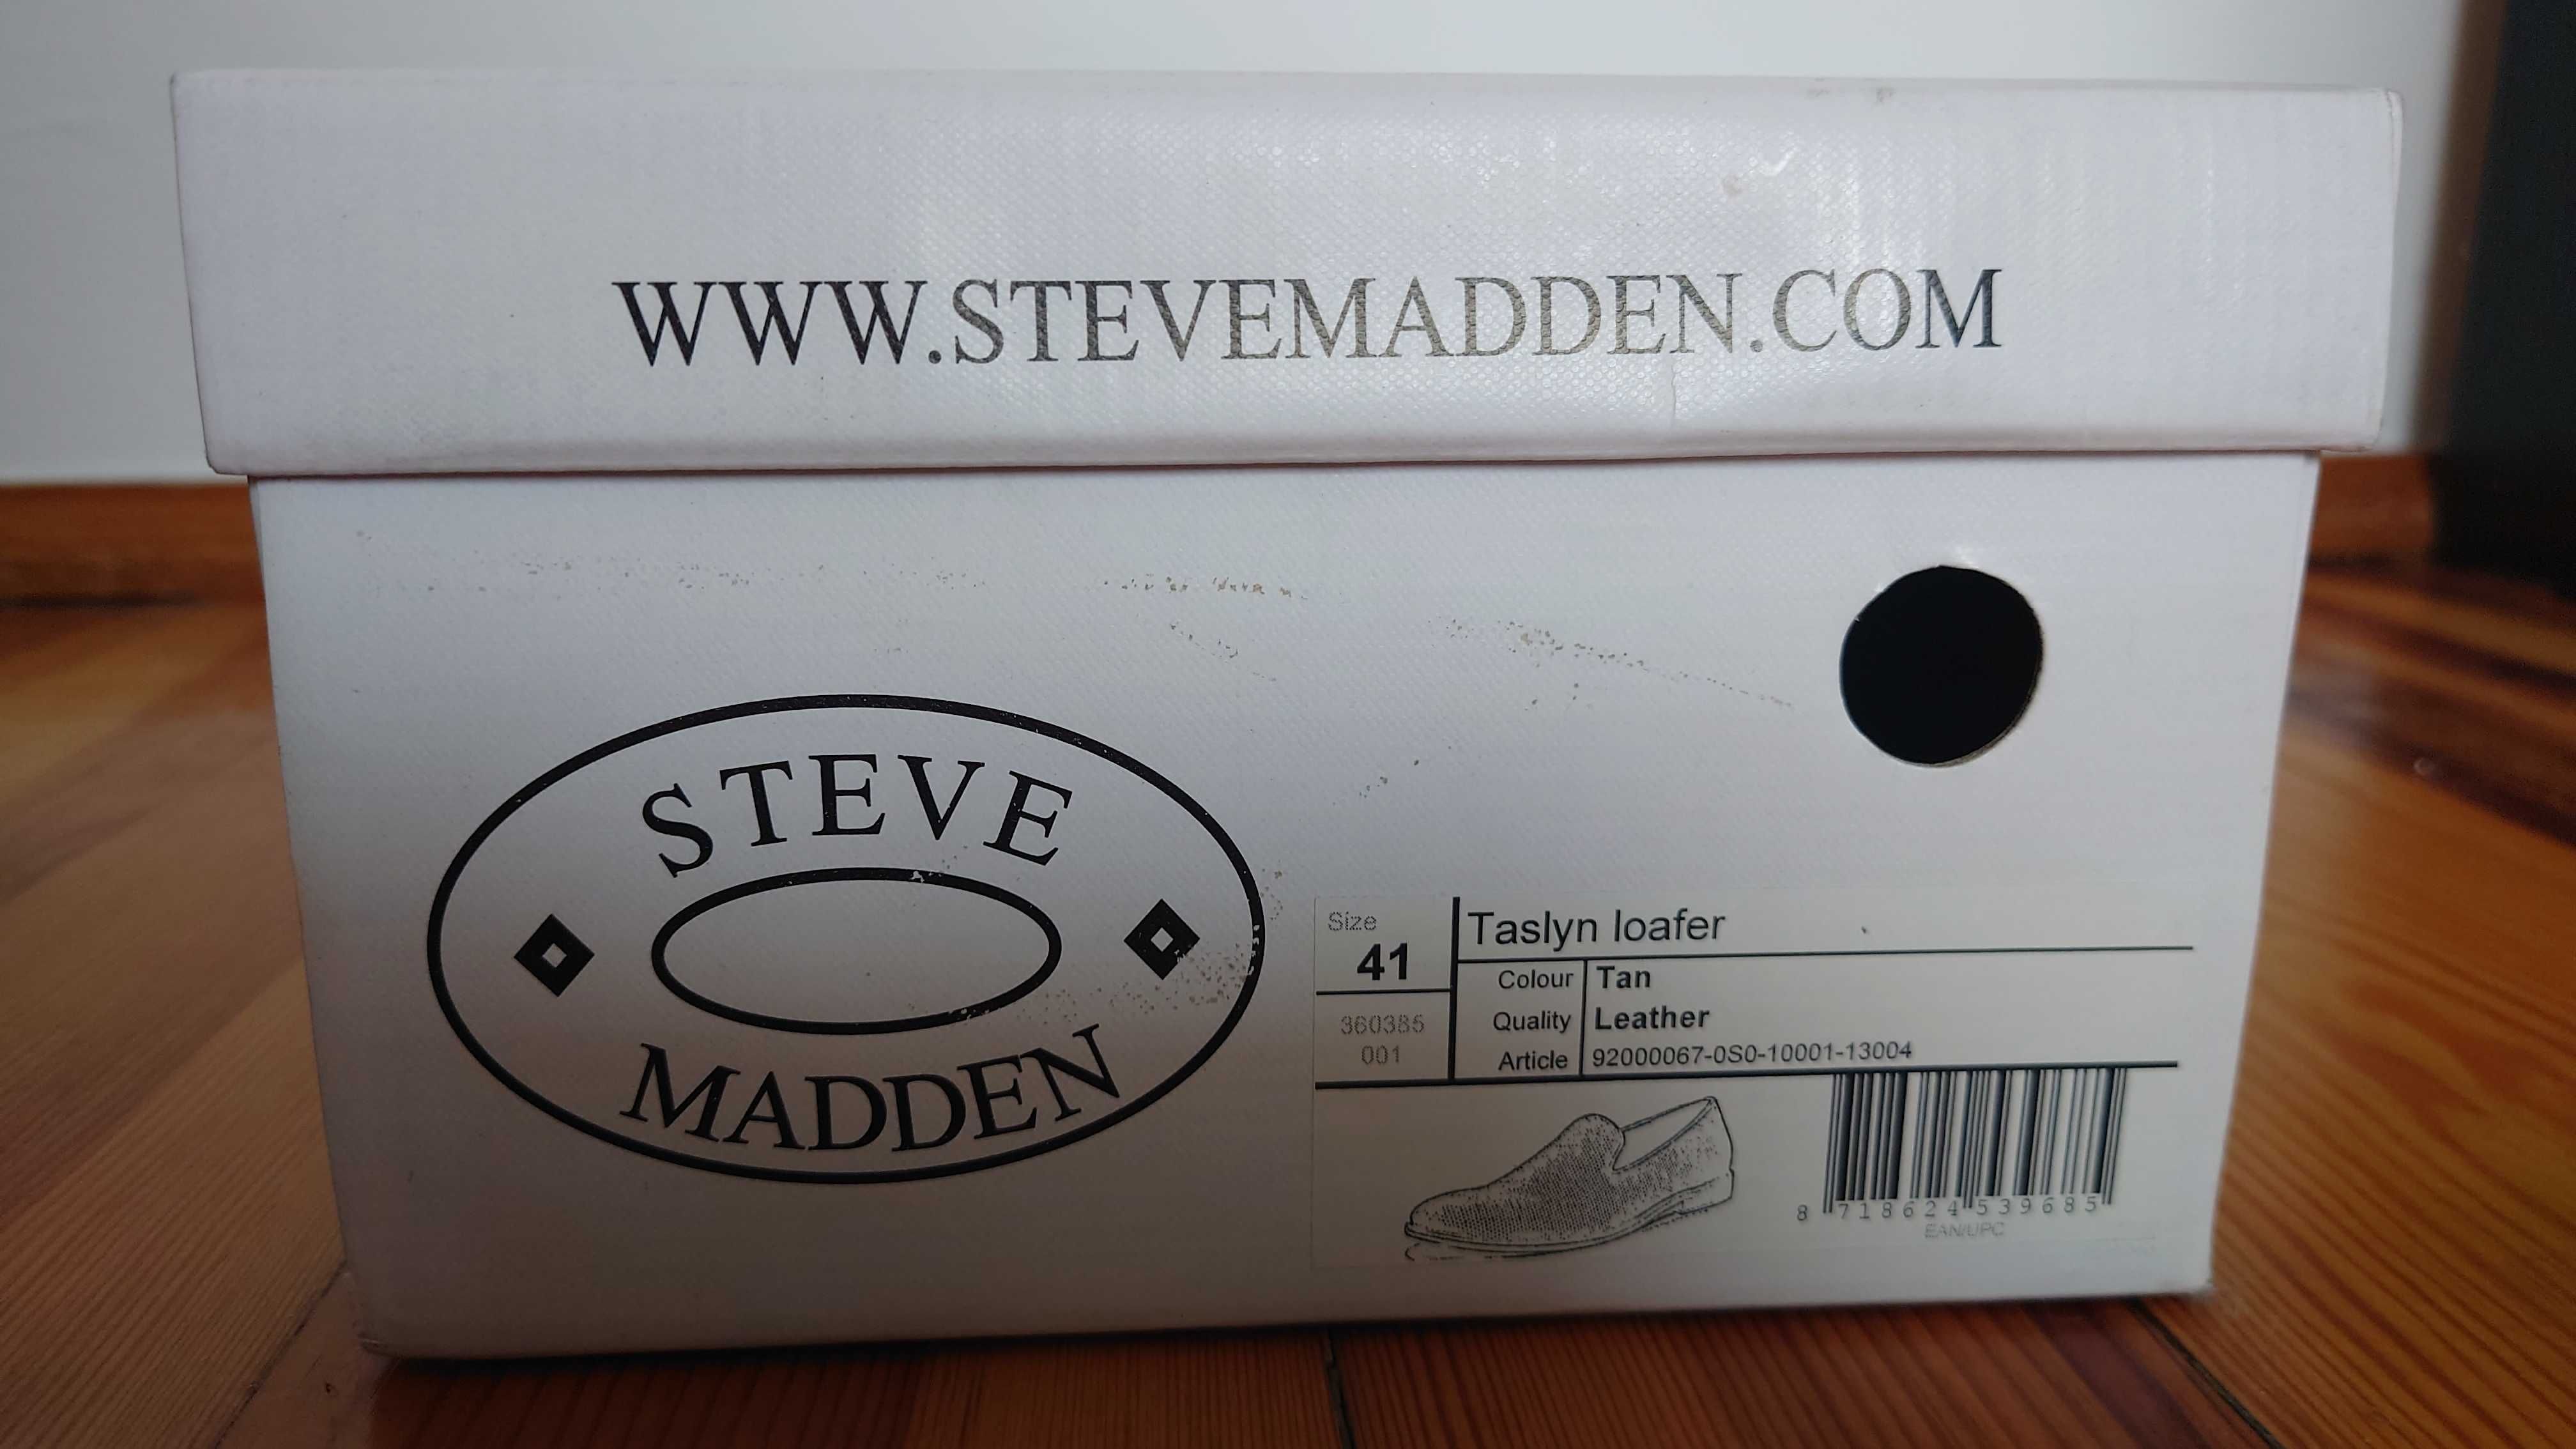 WWW.STEVEMADDEN.COM
STEVE
MADDEN
Size
41
360385
001
Taslyn loafer
Colour Tan
Quality Leather
Article 92000067-0S0-10001-13004
8 718624 539685
EAN/UPC